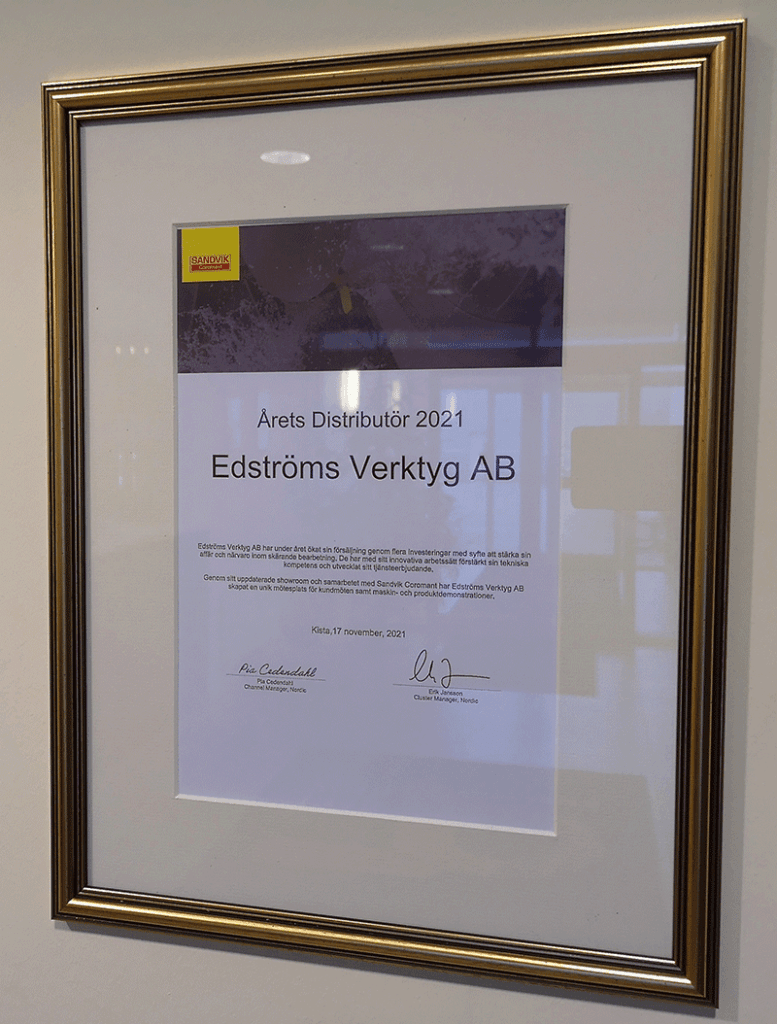 SANDVIK
Coromant
Årets Distributör 2021
Edströms Verktyg AB
Edströms Verktyg AB har under året ökat sin försäljning genom flera Investeringar med syfte att stärka sin
affär och närvaro inom skärande bearbetning. De har med sitt innovativa arbetssätt förstärkt sin tekniska
kompetens och utvecklat sitt tjänsteerbjudande.
Genom sitt uppdaterade showroom och samarbetet med Sandvik Coromant har Edströms Verktyg AB
skapat en unik mötesplats för kundmöten samt maskin- och produktdemonstrationer.
Kista,17 november, 2021
Pia Cedendahl
Pia Cedendahl
Channel Manager, Nordic
Erik Jansson
Cluster Manager, Nordic